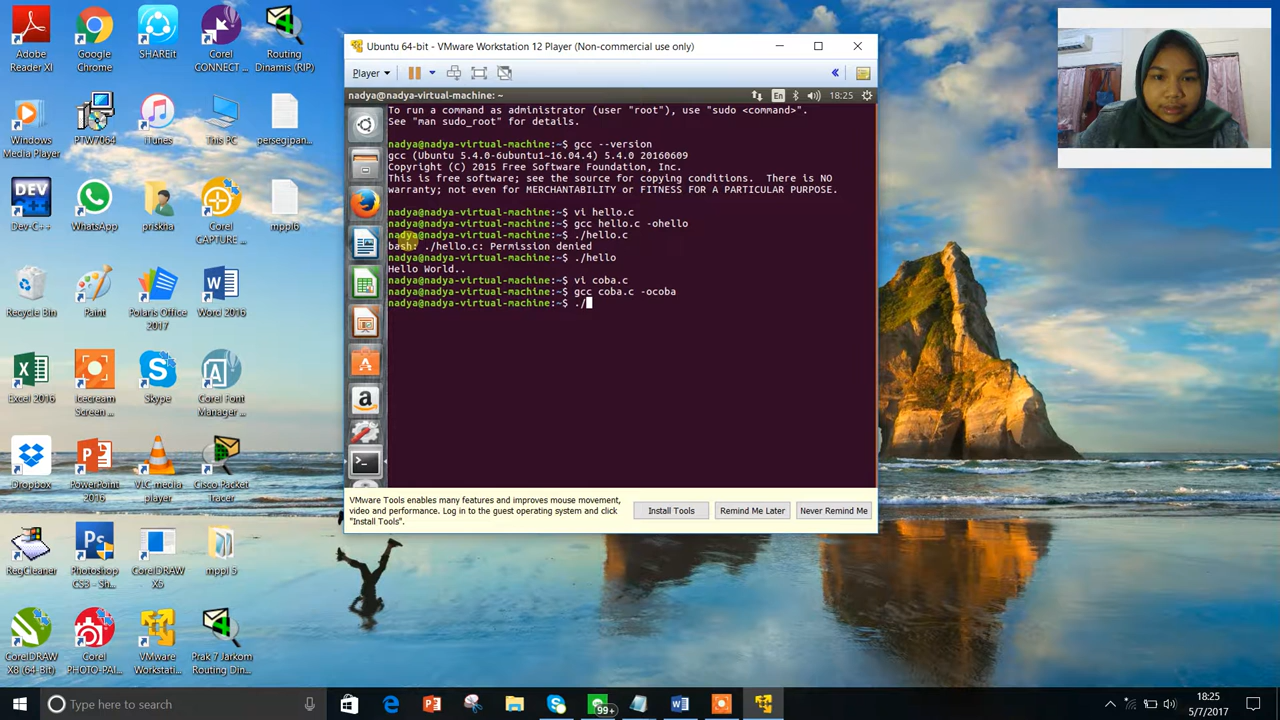 Adobe
Reader XI
Google
Chrome
SHAREit
Corel
CONNECT ...
Routing
Dinamis (RIP)
Windows
Media Player
PTW7064
iTunes
This PC
persegipan...
DEV
C++
Dev-C++
WhatsApp
priskha
Corel
CAPTURE ...
mppl6
Recycle Bin
Paint
Polaris Office
2017
Word 2016
Excel 2016
Icecream
Screen ...
Skype
Corel Font
Manager ...
Dropbox
PowerPoint
2016
VLC media
player
Cisco Packet
Tracer
RegCleaner
Photoshop
CS3 - Sh...
CorelDRAW
X5
mppl 5
CorelDRAW
X8 (64-Bit)
Corel
PHOTO-PAI...
VMware
Workstati...
Prak 7 Jarkom
Routing Din...
Ubuntu 64-bit - VMware Workstation 12 Player (Non-commercial use only)
Player
nadya@nadya-virtual-machine: ~
En
18:25
To run a command as administrator (user "root"), use "sudo <command>".
See "man sudo_root" for details.
nadya@nadya-virtual-machine:~$ gcc --version
gcc (Ubuntu 5.4.0-6ubuntu1~16.04.4) 5.4.0 20160609
Copyright (C) 2015 Free Software Foundation, Inc.
This is free software; see the source for copying conditions.  There is NO
warranty; not even for MERCHANTABILITY or FITNESS FOR A PARTICULAR PURPOSE.
nadya@nadya-virtual-machine:~$ vi hello.c
nadya@nadya-virtual-machine:~$ gcc hello.c -ohello
nadya@nadya-virtual-machine:~$ ./hello.c
bash: ./hello.c: Permission denied
nadya@nadya-virtual-machine:~$ ./hello
Hello World..
nadya@nadya-virtual-machine:~$ vi coba.c
nadya@nadya-virtual-machine:~$ gcc coba.c -ocoba
nadya@nadya-virtual-machine:~$ ./
VMware Tools enables many features and improves mouse movement,
video and performance. Log in to the guest operating system and click
"Install Tools".
Install Tools
Remind Me Later
Never Remind Me
Type here to search
99+
18:25
5/7/2017